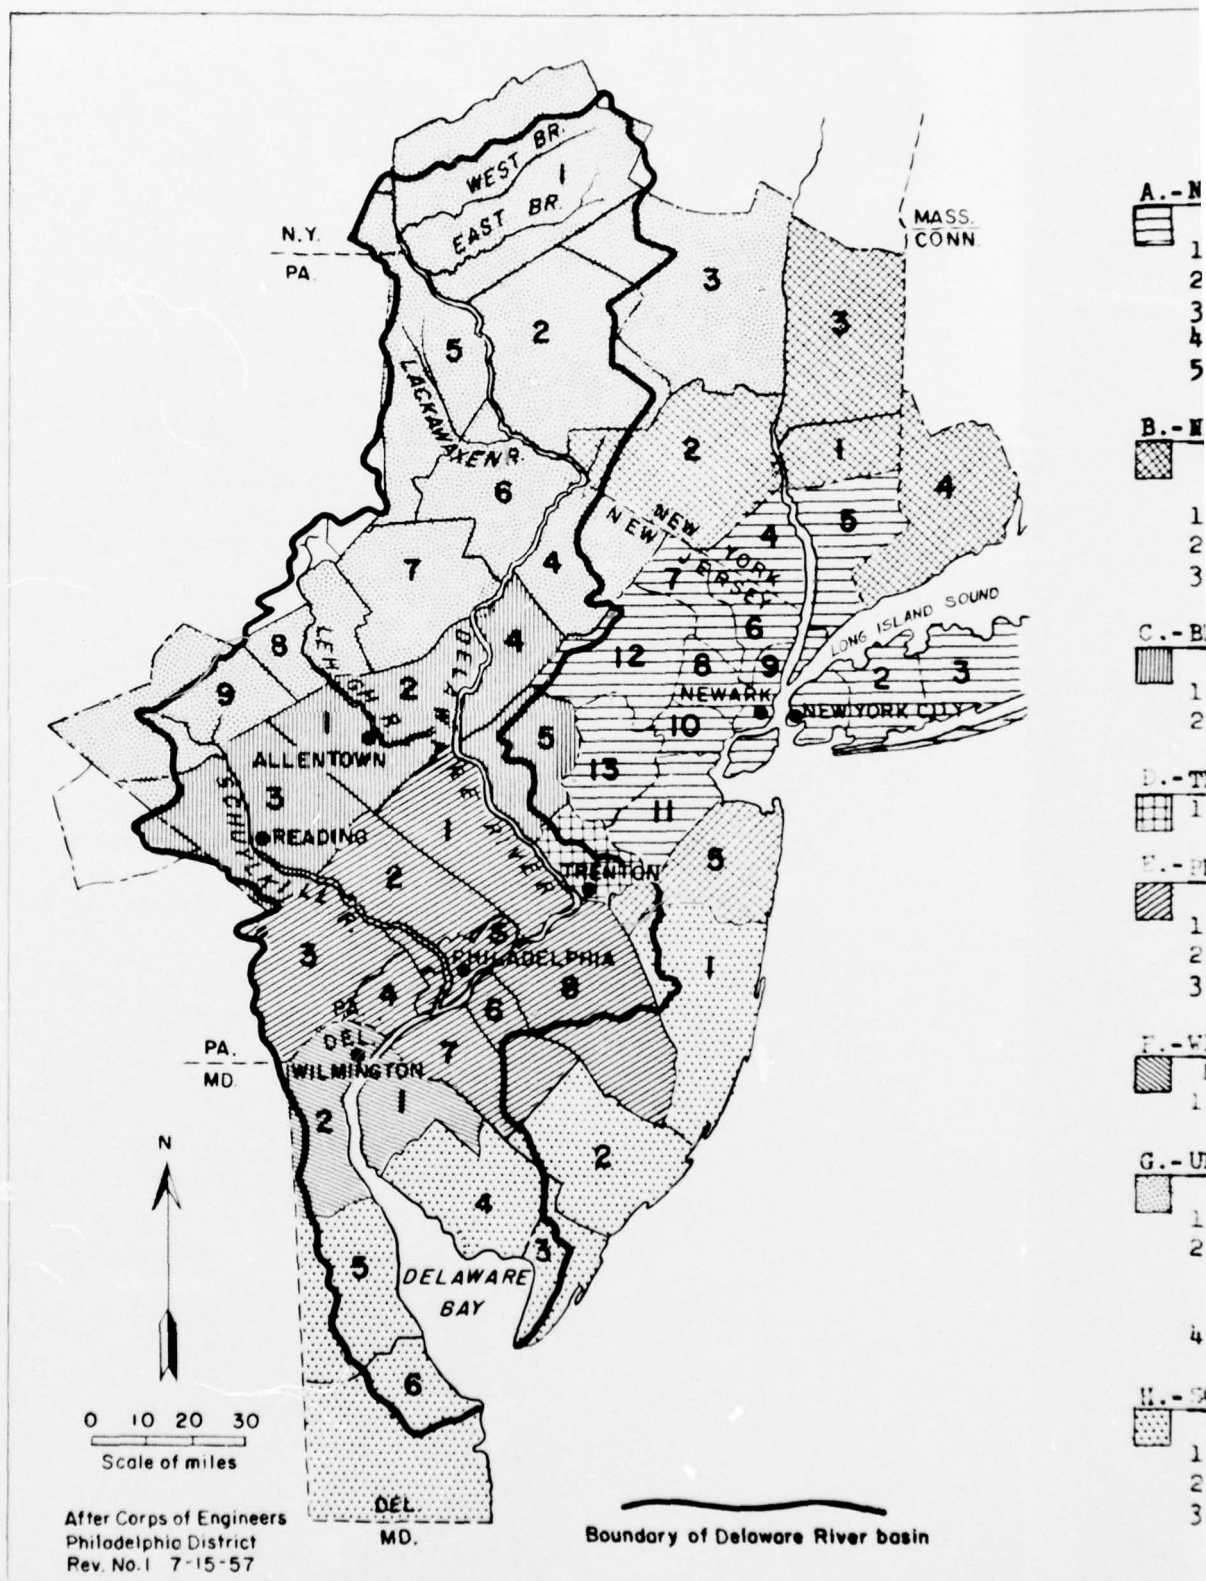 WEST BR.
1
EAST BR.
N.Y.
PA.
MASS.
CONN.
3
2
5
3
LACKAWAXEN R.
2
1
4
6
5
NEW YORK
NEW JERSEY
4
7
4
7
6
LONG ISLAND SOUND
8
LEHIGH R.
DELAWARE RIVER
4
12
8
9
2
3
9
2
NEWARK
NEW YORK CITY
1
10
5
ALLENTOWN
13
3
11
SCHUYLKILL R.
READING
1
5
2
TRENTON
5
3
PHILADELPHIA
1
4
8
6
PA.
DEL.
7
PA.
MD.
WILMINGTON
1
2
2
N
4
5
3
DELAWARE
BAY
6
0 10 20 30
Scale of miles
DEL.
MD.
After Corps of Engineers
Philadelphia District
Rev. No. 1 7-15-57
Boundary of Delaware River basin
A.-N
1
2
3
4
5
B.-N
1
2
3
C.-B
1
2
D.-T
1
E.-P
1
2
3
F.-W
1
G.-U
1
2
4
H.-S
1
2
3